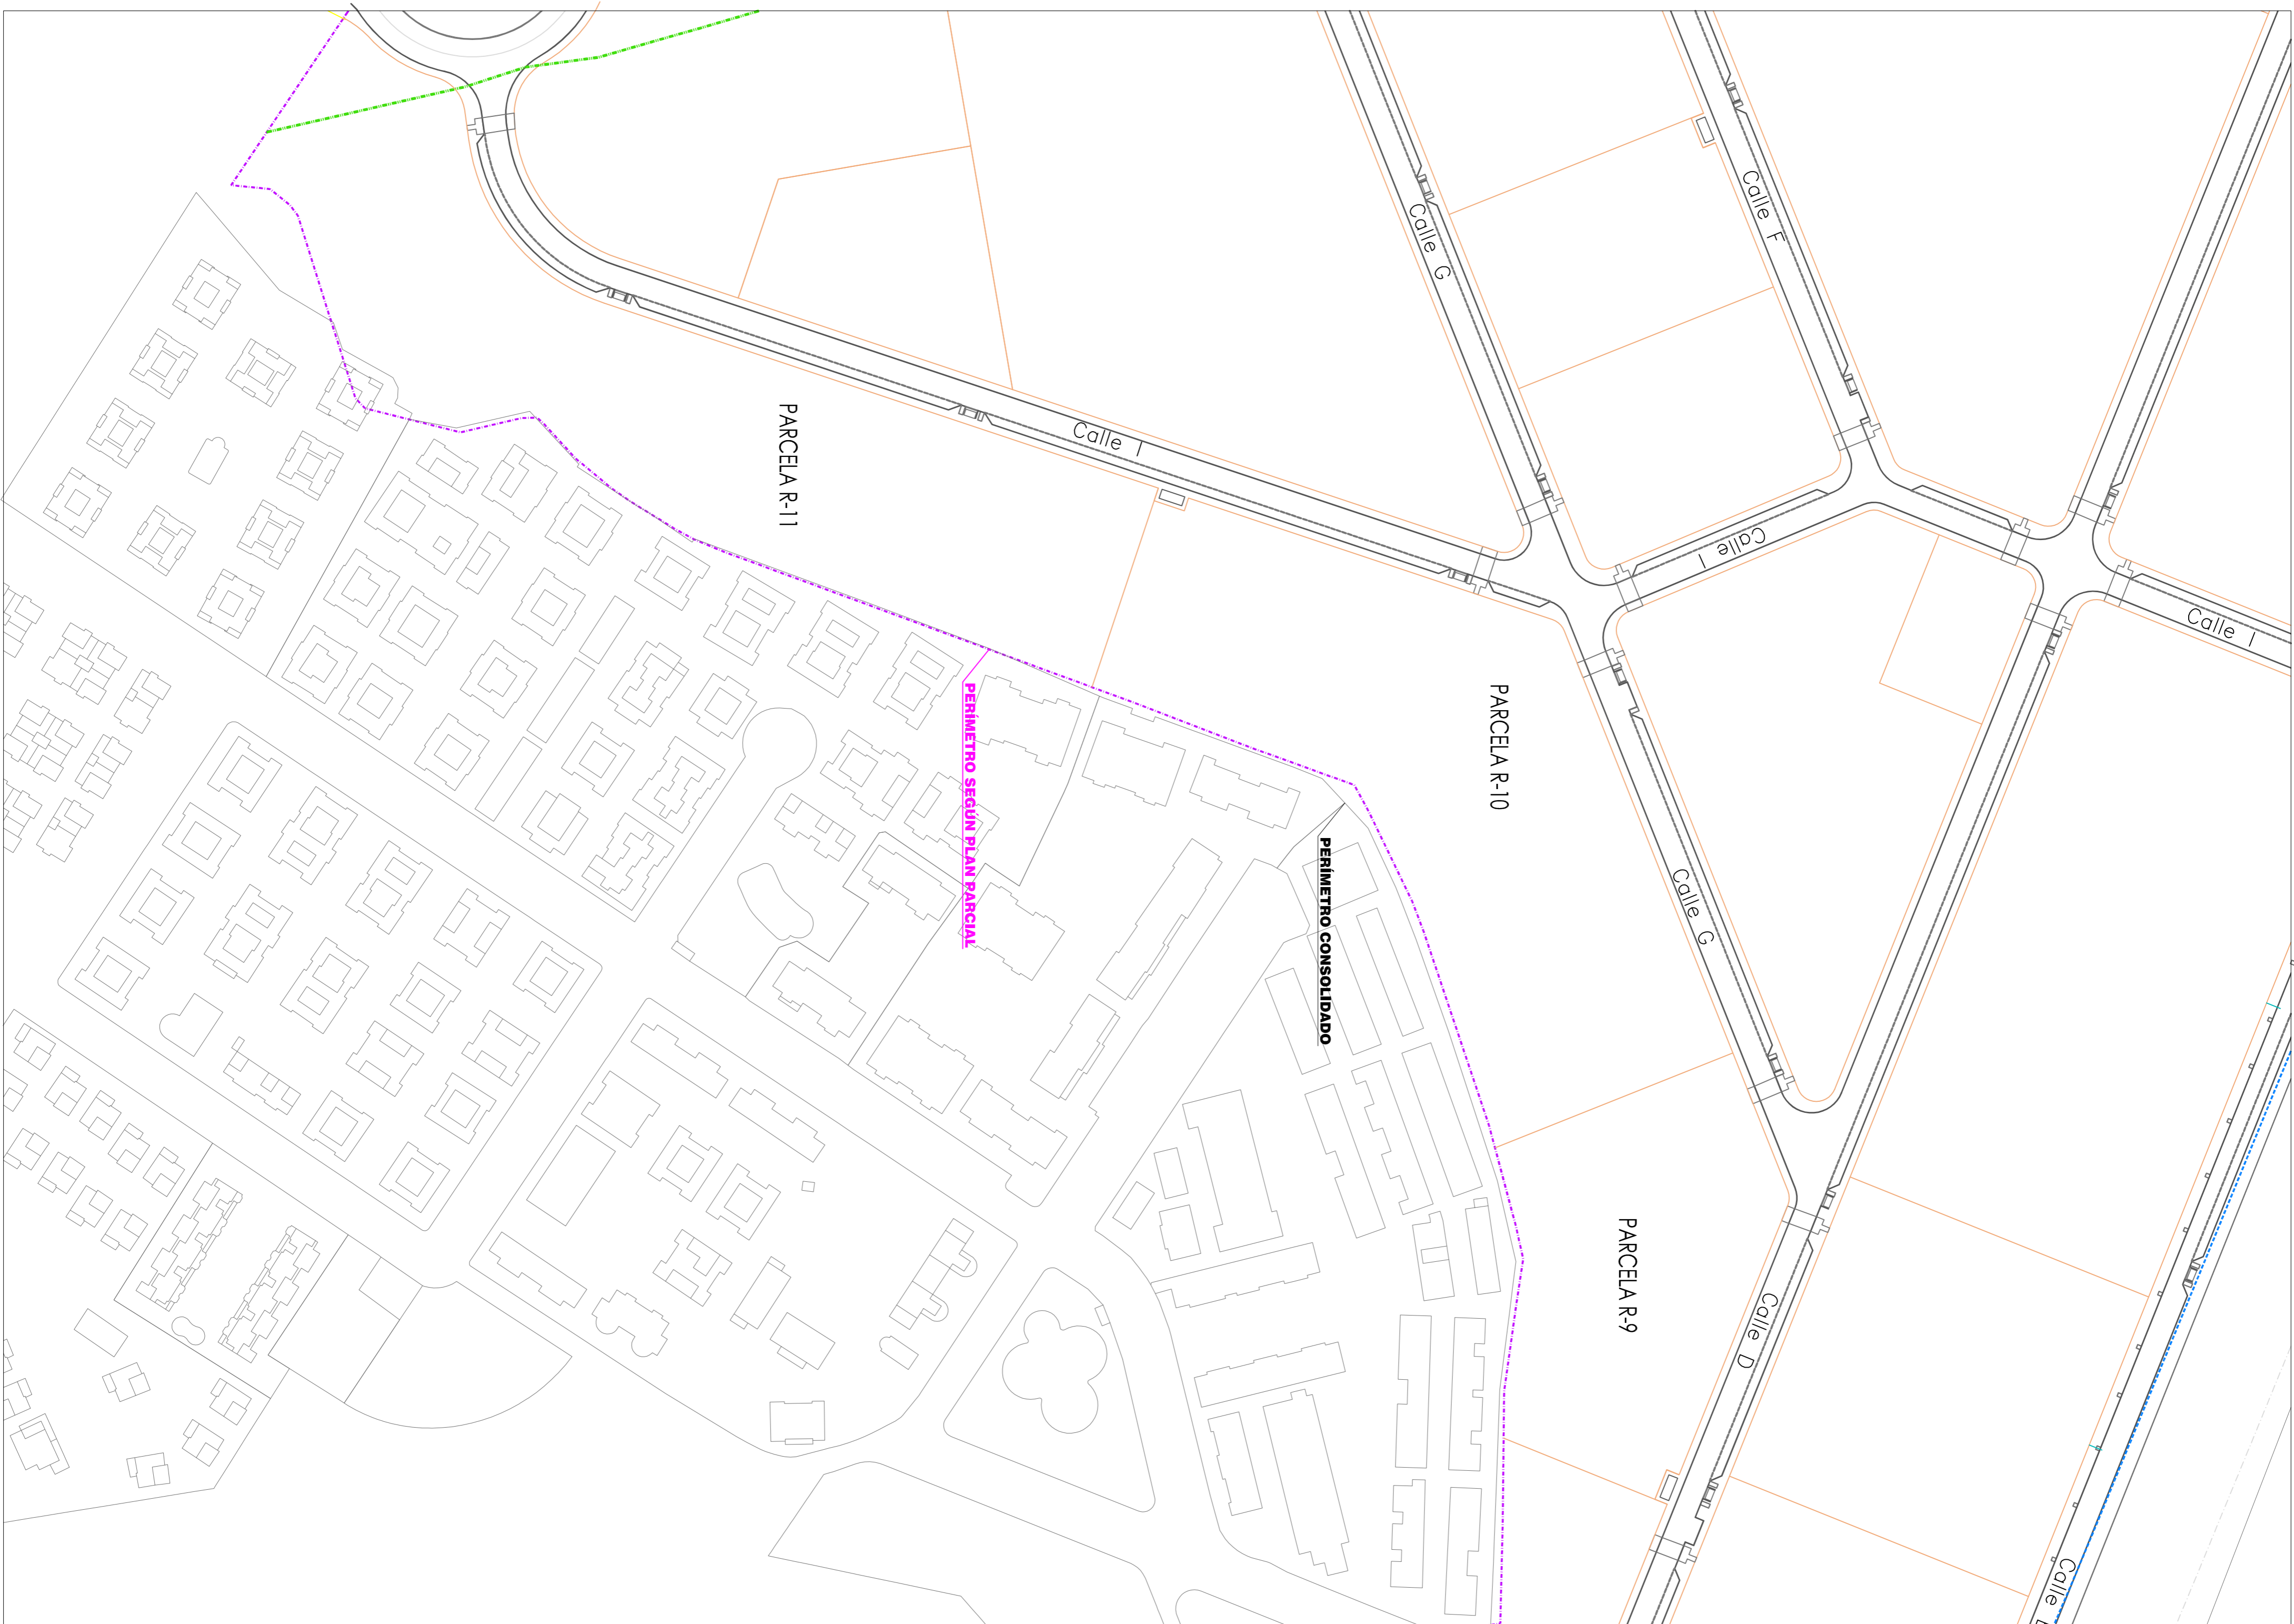 Calle F
Calle G
Calle I
Calle I
Calle I
PARCELA R-11
PARCELA R-10
PERÍMETRO SEGÚN PLAN PARCIAL
PERÍMETRO CONSOLIDADO
Calle G
PARCELA R-9
Calle D
Calle